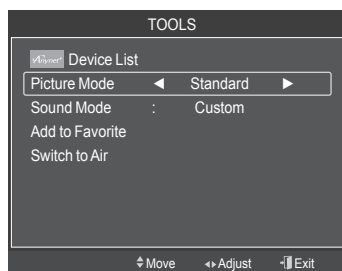 TOOLS
Anynet+ Device List
Picture Mode ◄ Standard ►
Sound Mode : Custom
Add to Favorite
Switch to Air
Move Adjust Exit